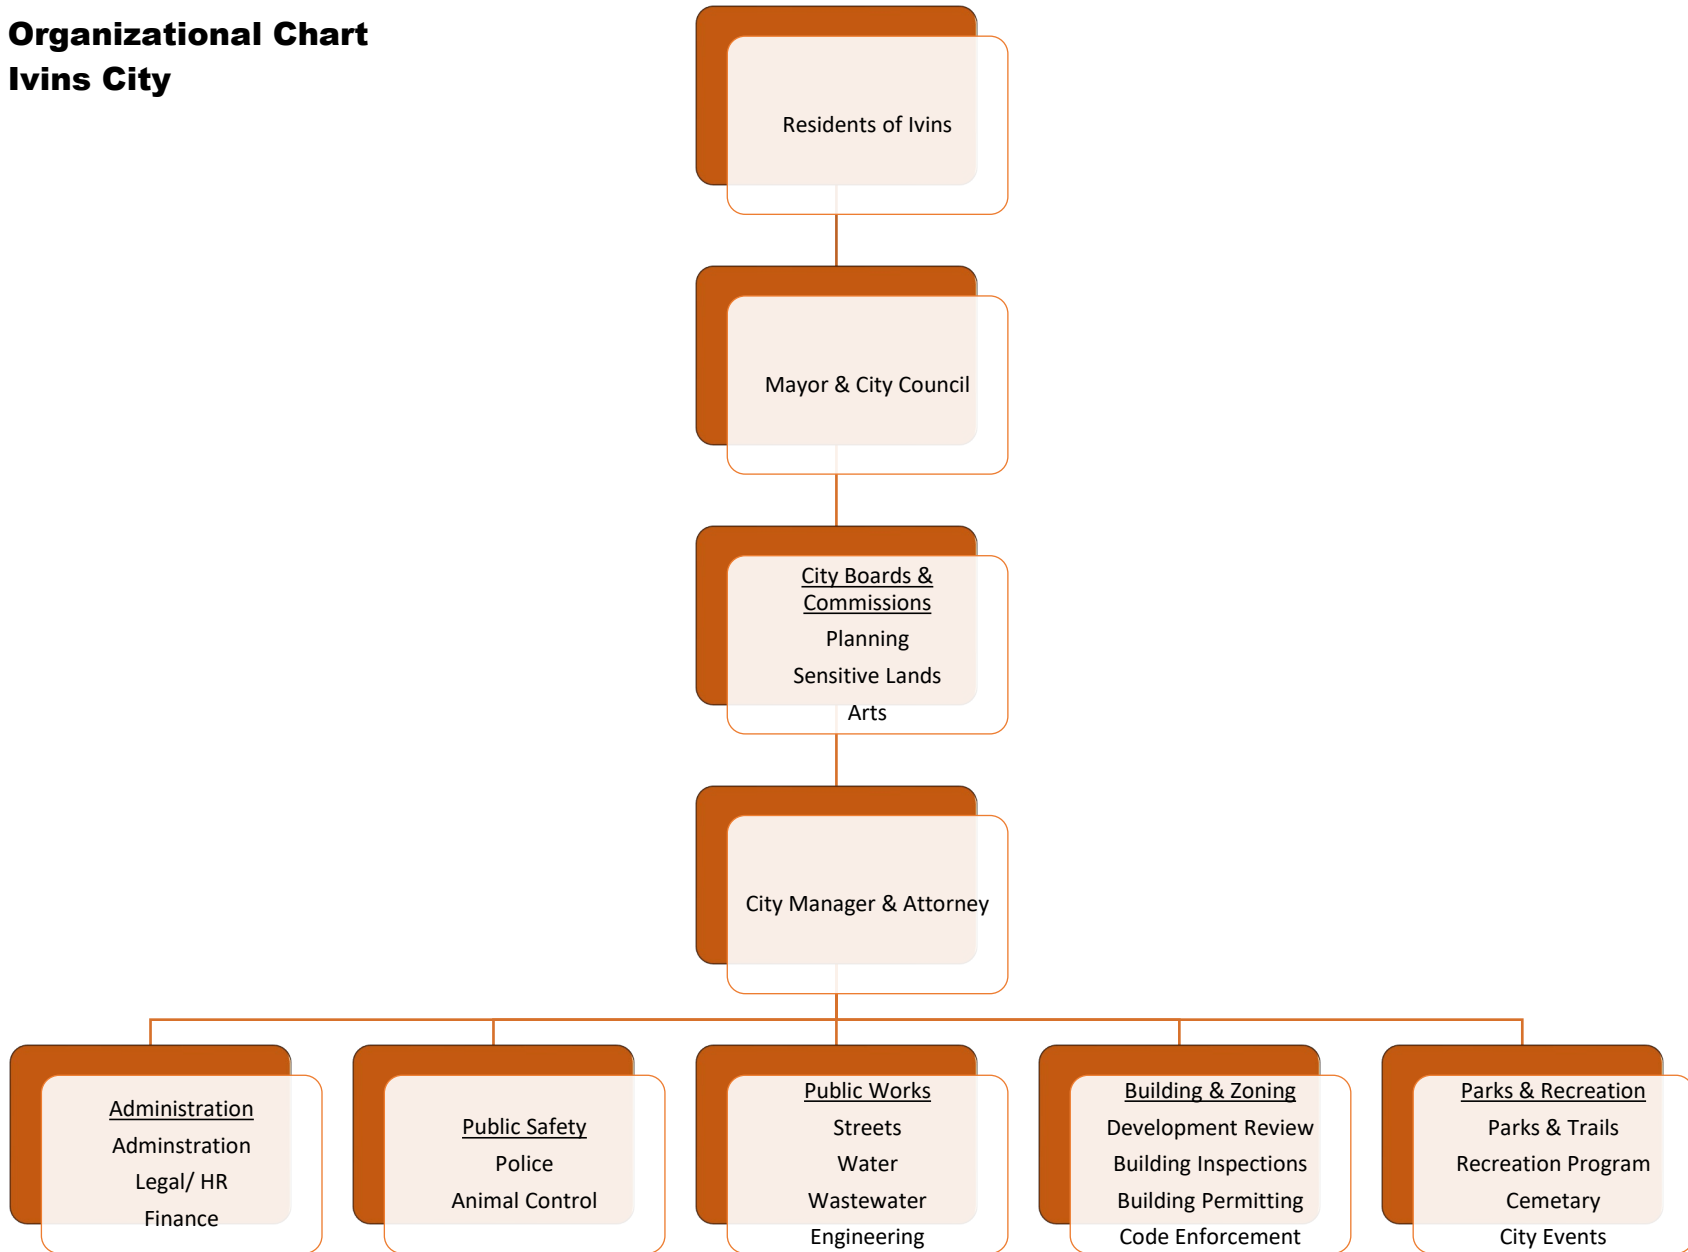 Organizational Chart
Ivins City
Residents of Ivins
Mayor & City Council
City Boards &
Commissions
Planning
Sensitive Lands
Arts
City Manager & Attorney
Administration
Adminstration
Legal/ HR
Finance
Public Safety
Police
Animal Control
Public Works
Streets
Water
Wastewater
Engineering
Building & Zoning
Development Review
Building Inspections
Building Permitting
Code Enforcement
Parks & Recreation
Parks & Trails
Recreation Program
Cemetary
City Events